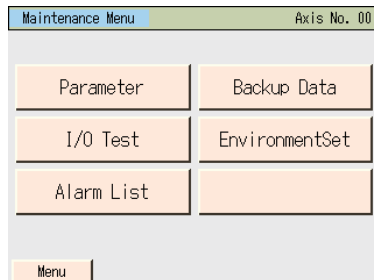 Maintenance Menu Axis No. 00
Parameter Backup Data
I/O Test EnvironmentSet
Alarm List
Menu